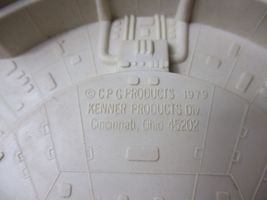 © C P G PRODUCTS 1979
KENNER PRODUCTS Div.
Cincinnati, Ohio 45202